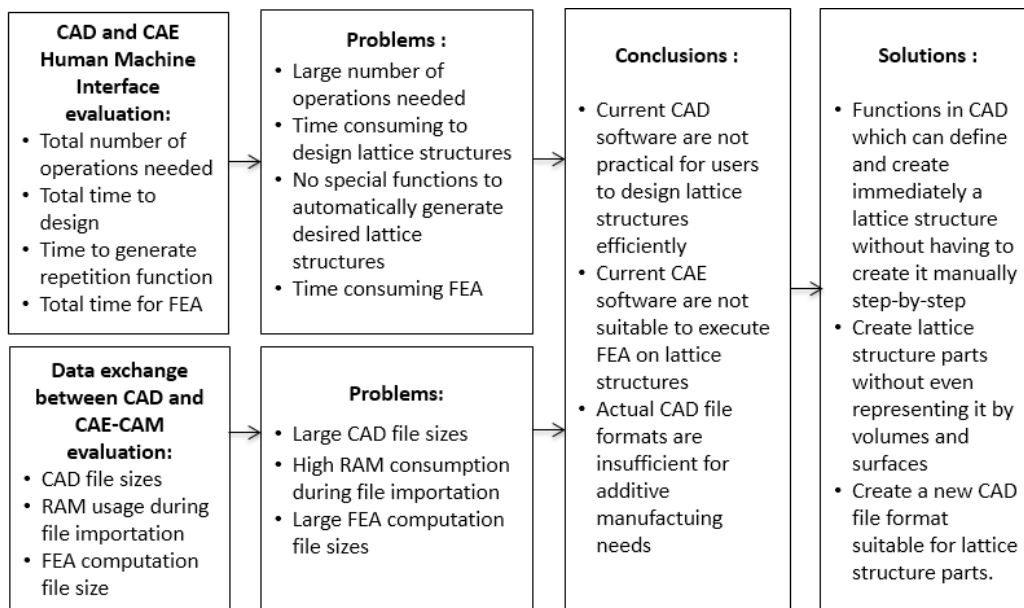 CAD and CAE
Human Machine
Interface
evaluation:
• Total number of
operations needed
• Total time to
design
• Time to generate
repetition function
• Total time for FEA
Problems :
• Large number of
operations needed
• Time consuming to
design lattice structures
• No special functions to
automatically generate
desired lattice
structures
• Time consuming FEA
Data exchange
between CAD and
CAE-CAM
evaluation:
• CAD file sizes
• RAM usage during
file importation
• FEA computation
file size
Problems:
• Large CAD file sizes
• High RAM consumption
during file importation
• Large FEA computation
file sizes
Conclusions :
• Current CAD
software are not
practical for users
to design lattice
structures
efficiently
• Current CAE
software are not
suitable to execute
FEA on lattice
structures
• Actual CAD file
formats are
insufficient for
additive
manufactuing
needs
Solutions :
• Functions in CAD
which can define
and create
immediately a
lattice structure
without having to
create it manually
step-by-step
• Create lattice
structure parts
without even
representing it by
volumes and
surfaces
• Create a new CAD
file format
suitable for lattice
structure parts.